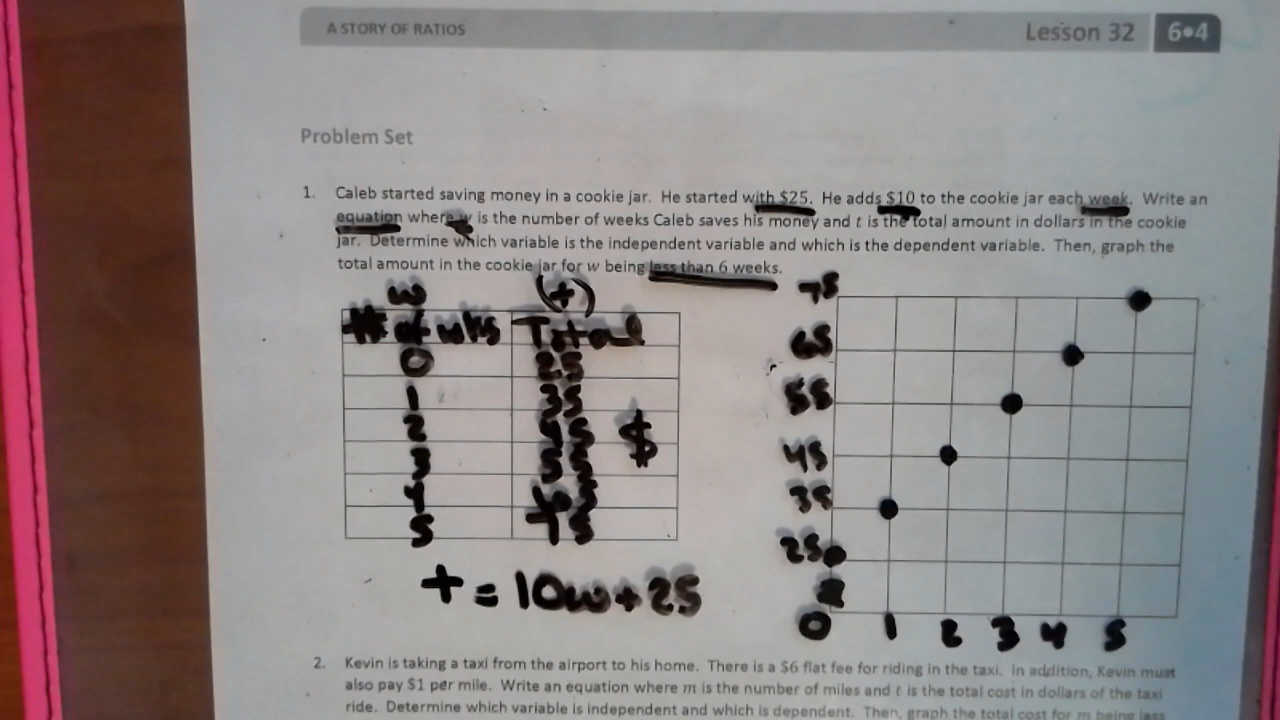 A STORY OF RATIOS
Lesson 32
6•4
Problem Set
1. Caleb started saving money in a cookie jar. He started with $25. He adds $10 to the cookie jar each week. Write an
equation where w is the number of weeks Caleb saves his money and t is the total amount in dollars in the cookie
jar. Determine which variable is the independent variable and which is the dependent variable. Then, graph the
total amount in the cookie jar for w being less than 6 weeks.
w (t)
# of wks Total
0 25
1 35
2 45
3 55 $
4 65
5 75
t = 10w + 25
75
65
55
45
35
25
0 1 2 3 4 5
2. Kevin is taking a taxi from the airport to his home. There is a $6 flat fee for riding in the taxi. In addition, Kevin must
also pay $1 per mile. Write an equation where m is the number of miles and t is the total cost in dollars of the taxi
ride. Determine which variable is independent and which is dependent. Then, graph the total cost for m being less